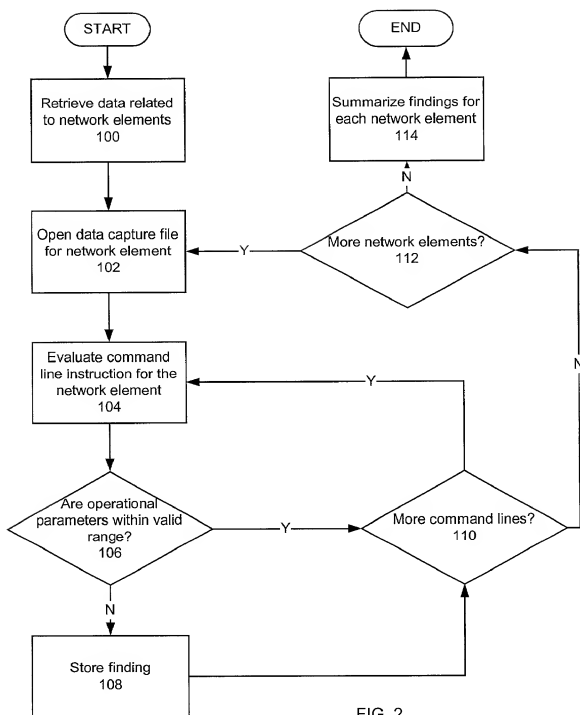 START
END
Retrieve data related
to network elements
100
Summarize findings for
each network element
114
N
Open data capture file
for network element
102
Y
More network elements?
112
Evaluate command
line instruction for the
network element
104
Y
N
Are operational
parameters within valid
range?
106
Y
More command lines?
110
N
Store finding
108
FIG. 2